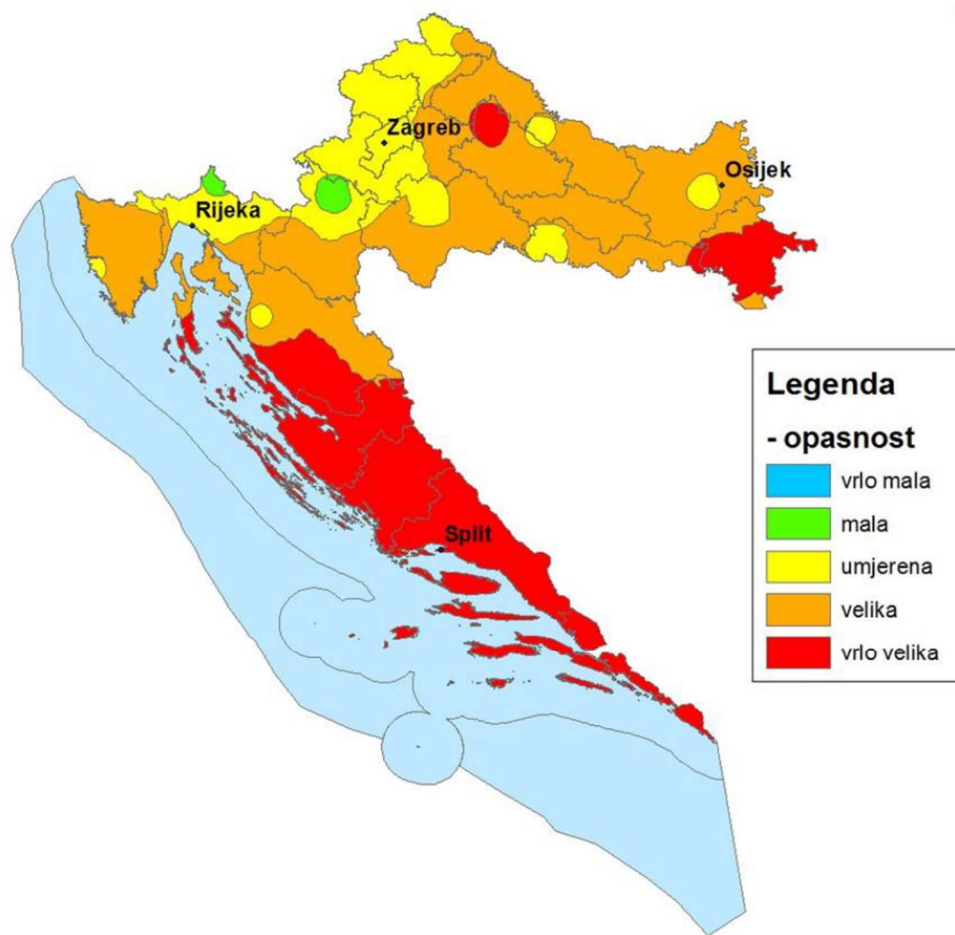 Zagreb
Osijek
Rijeka
Split
Legenda
- opasnost
vrlo mala
mala
umjerena
velika
vrlo velika